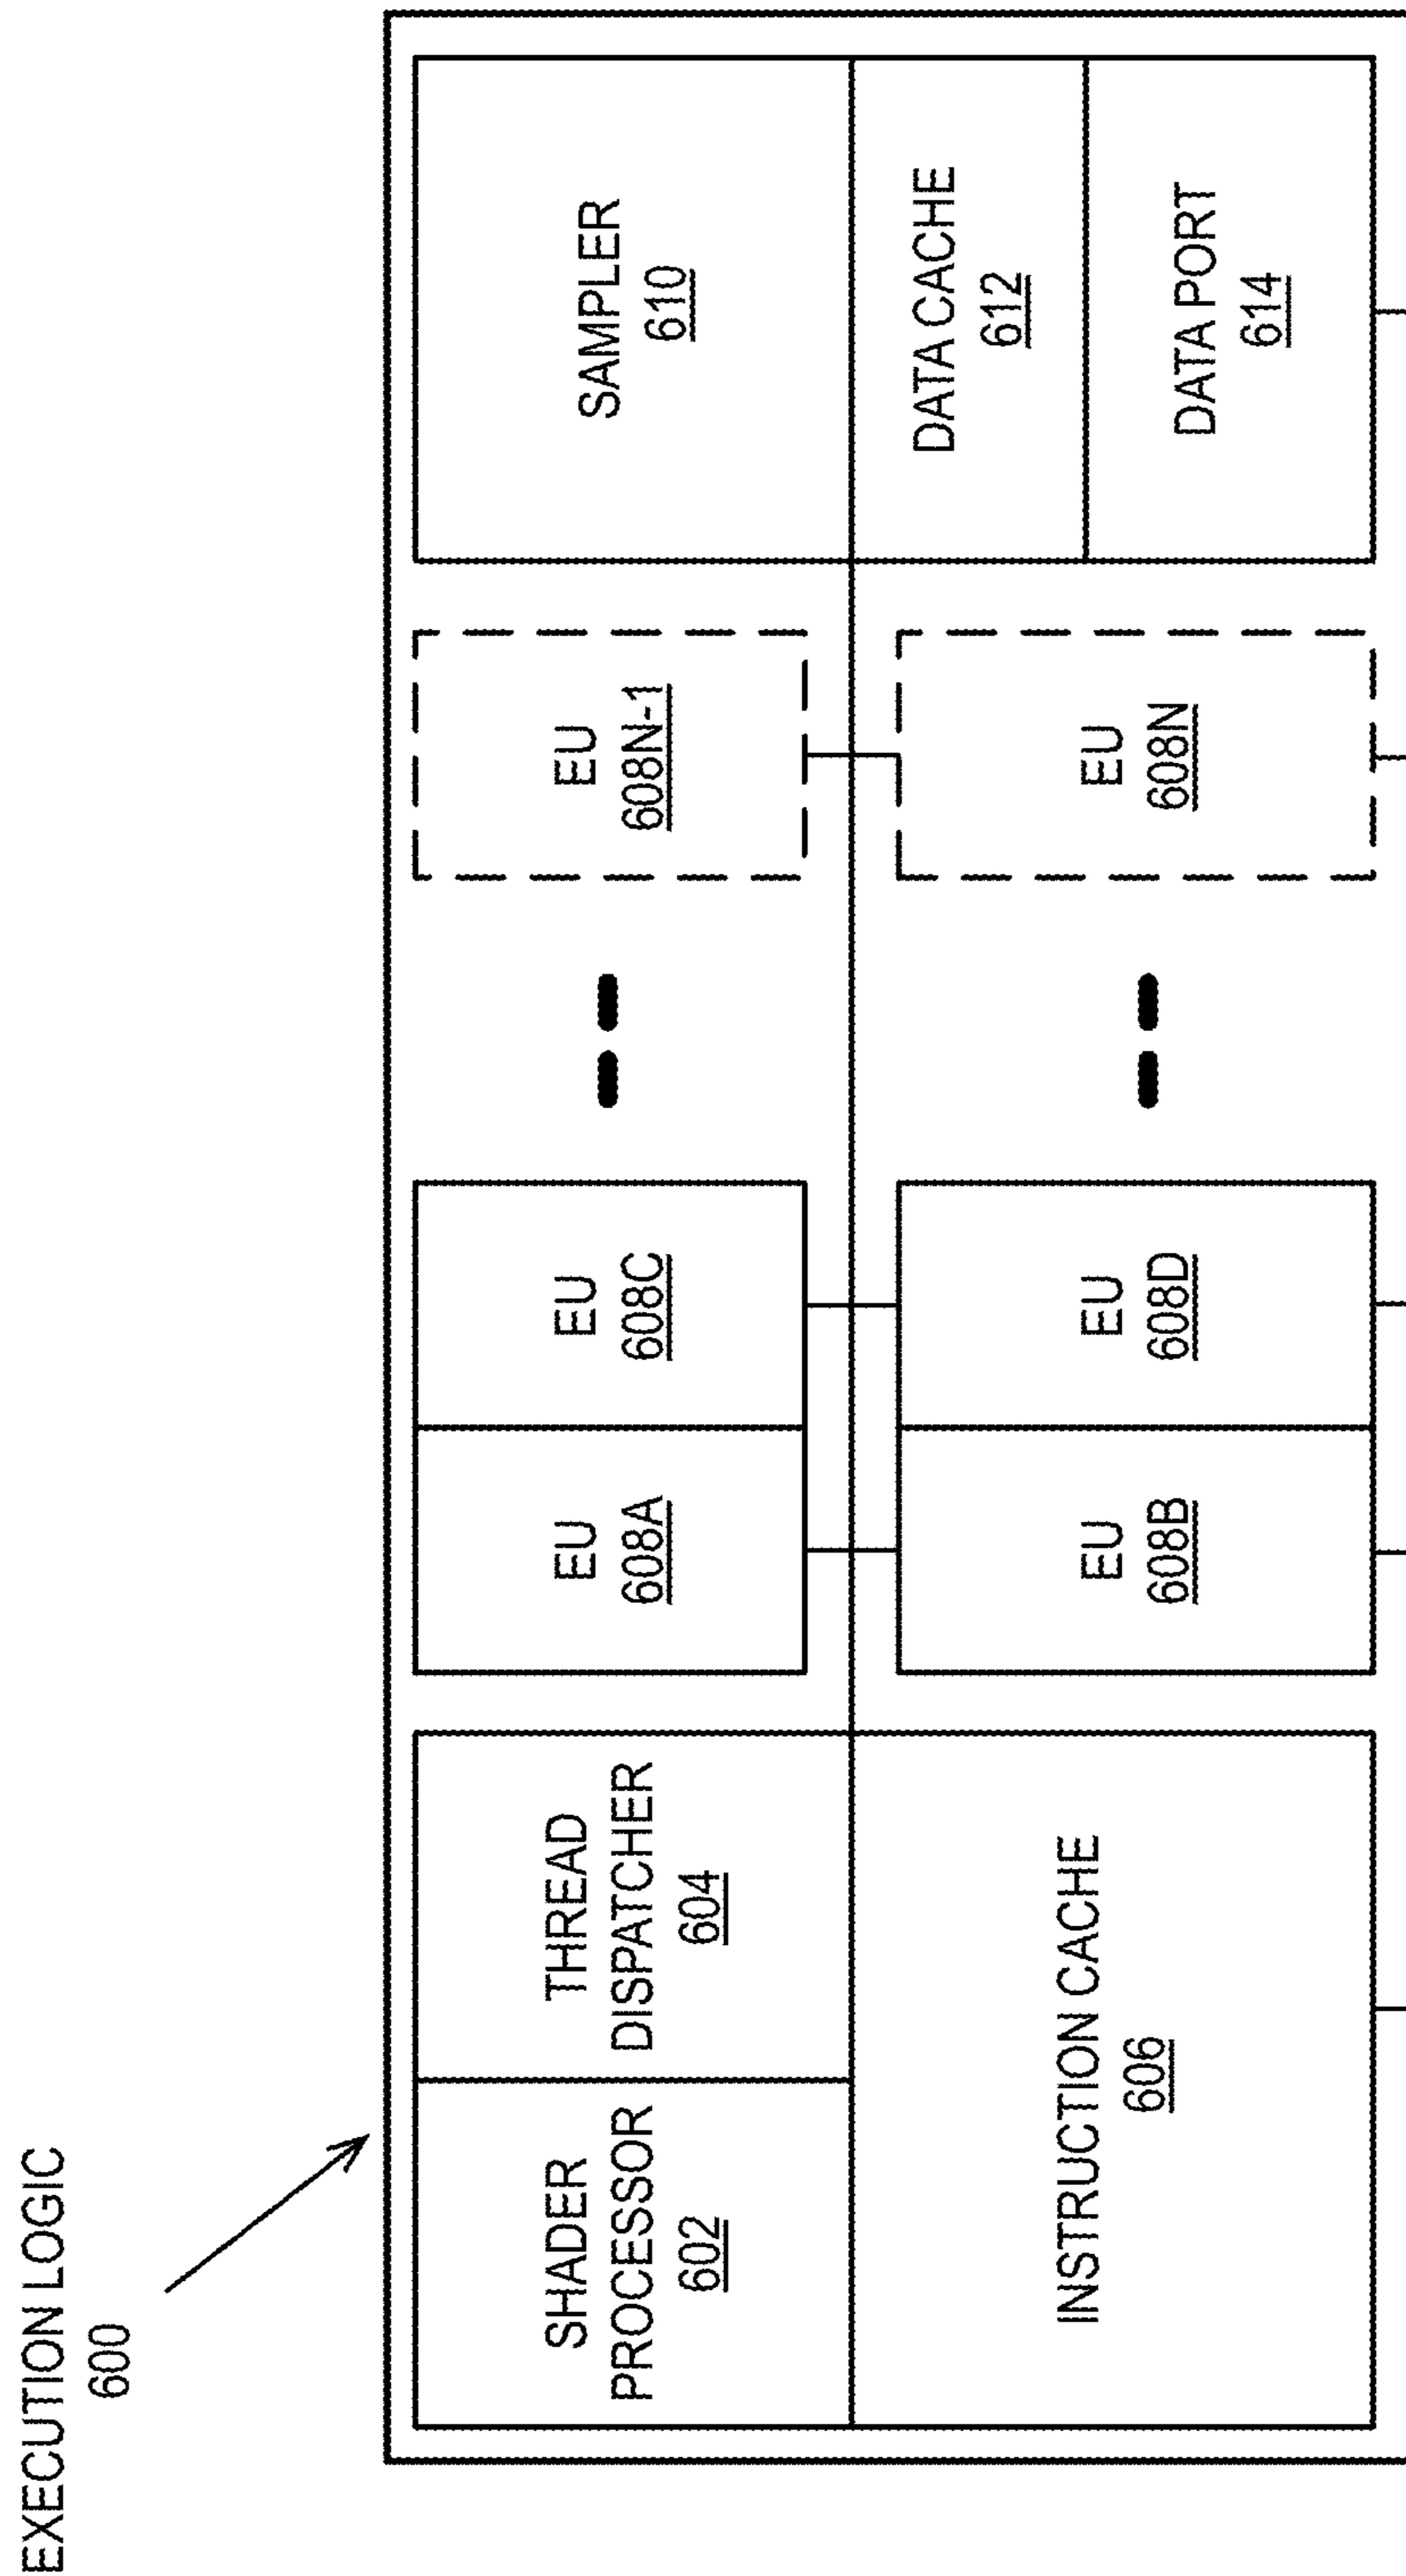 EXECUTION LOGIC
600
SHADER
PROCESSOR
602
THREAD
DISPATCHER
604
INSTRUCTION CACHE
606
EU
608A
EU
608C
EU
608N-1
EU
608B
EU
608D
EU
608N
SAMPLER
610
DATA CACHE
612
DATA PORT
614